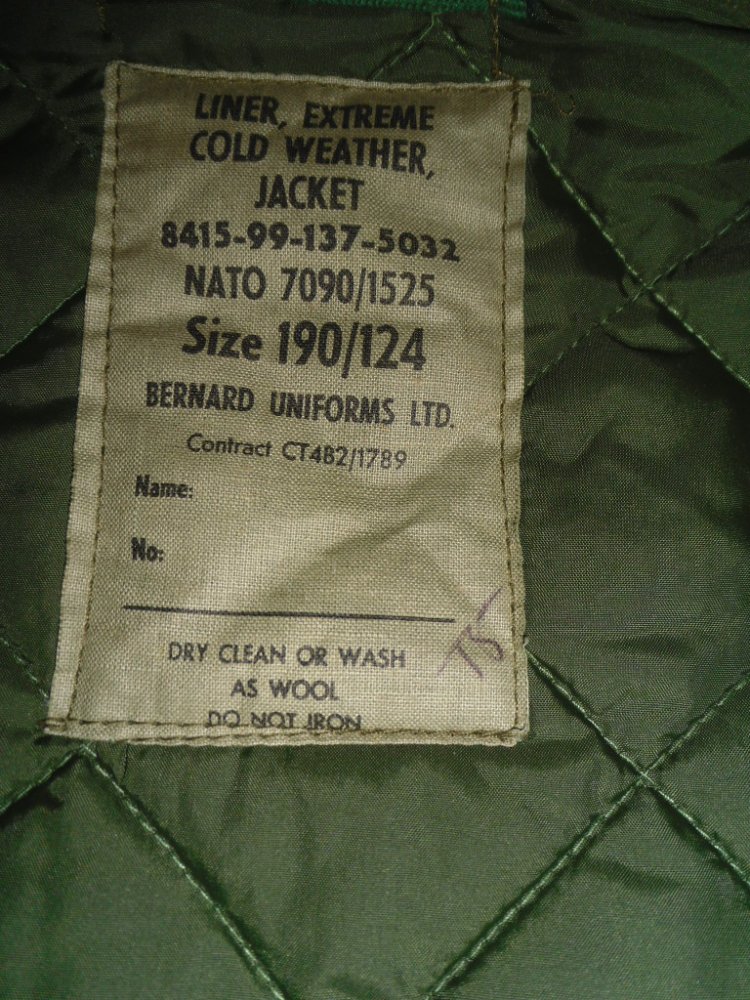 LINER, EXTREME
COLD WEATHER,
JACKET
8415-99-137-5032
NATO 7090/1525
Size 190/124
BERNARD UNIFORMS LTD.
Contract CT4B2/1789
Name:
No:
DRY CLEAN OR WASH
AS WOOL
DO NOT IRON